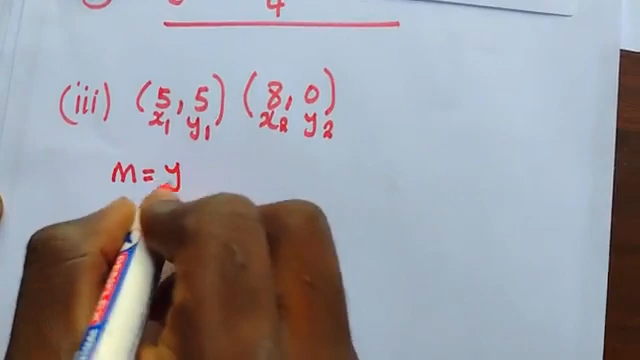 4
(iii) (5, 5) (8, 0)
x₁ y₁ x₂ y₂
M = y